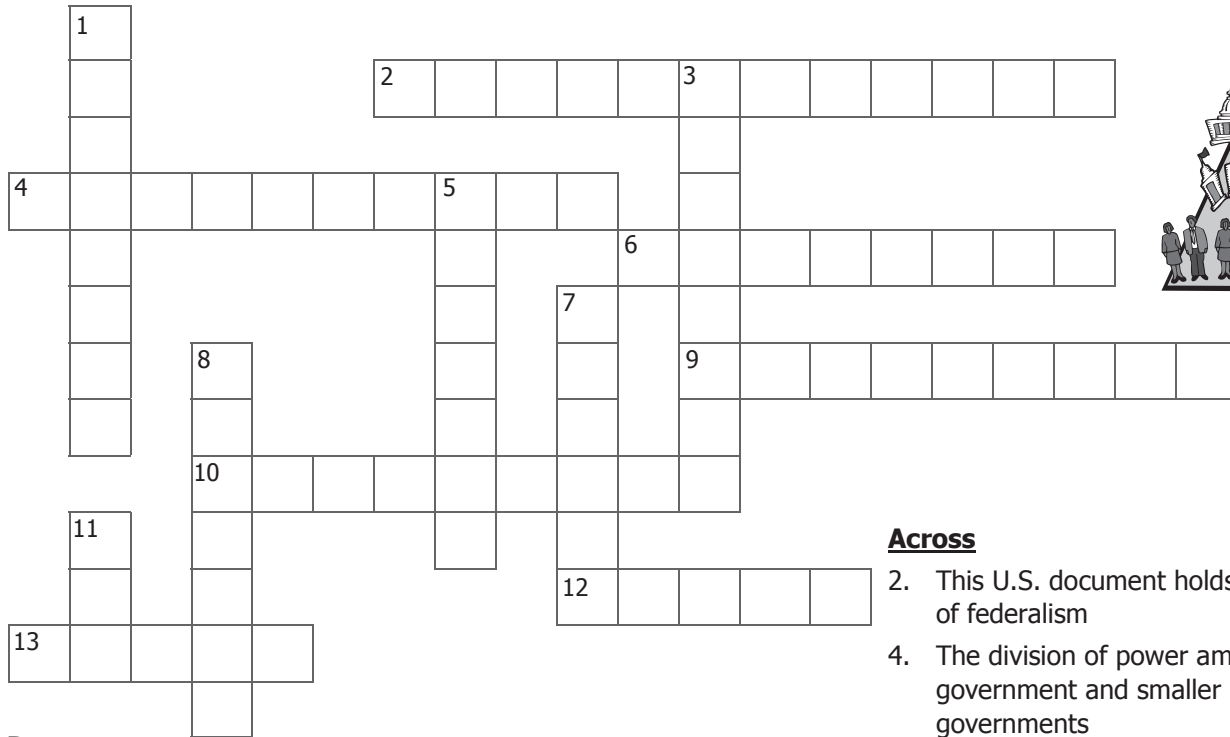 1
2 3
4 5
6
7
8 9
10
11
Across
12
2. This U.S. document holds
of federalism
13
4. The division of power am
government and smaller
governments